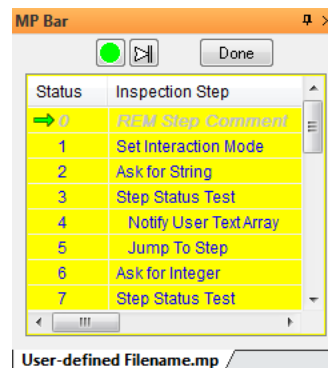 MP Bar
Done
Status Inspection Step
0 REM Step Comment
1 Set Interaction Mode
2 Ask for String
3 Step Status Test
4 Notify User Text Array
5 Jump To Step
6 Ask for Integer
7 Step Status Test
User-defined Filename.mp